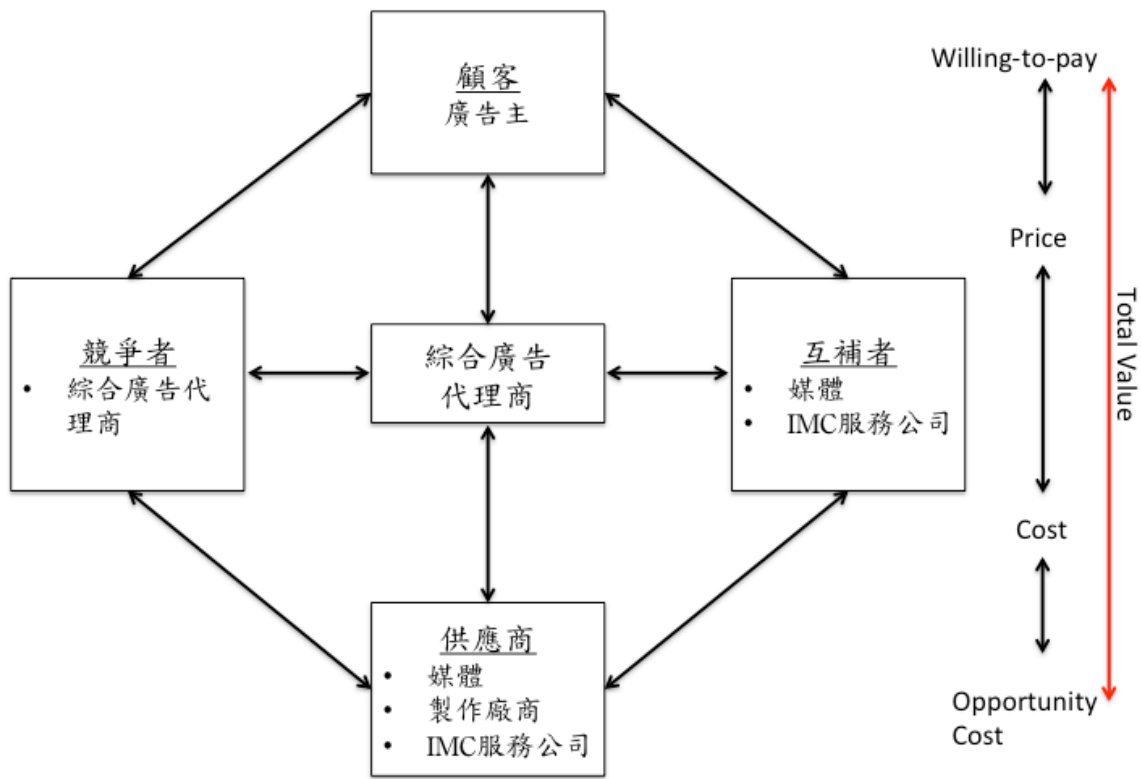 顧客
廣告主
競爭者
• 綜合廣告代
理商
綜合廣告
代理商
互補者
• 媒體
• IMC服務公司
供應商
• 媒體
• 製作廠商
• IMC服務公司
Willing-to-pay
Price
Cost
Opportunity
Cost
Total Value